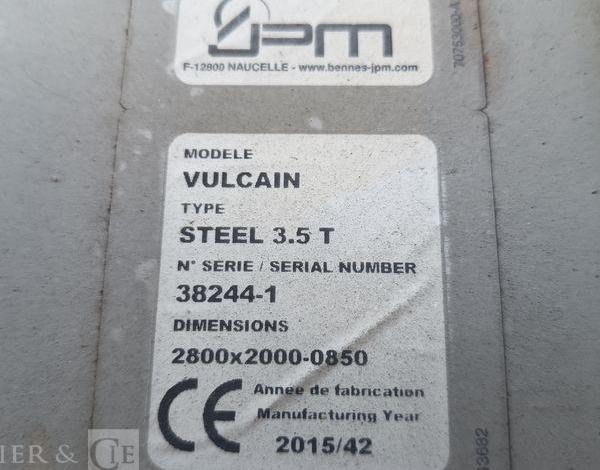 JPM
F-12800 NAUCELLE - www.bennes-jpm.com
MODELE
VULCAIN
TYPE
STEEL 3.5 T
N° SERIE / SERIAL NUMBER
38244-1
DIMENSIONS
2800x2000-0850
CE Année de fabrication
Manufacturing Year
2015/42
IER & CIE